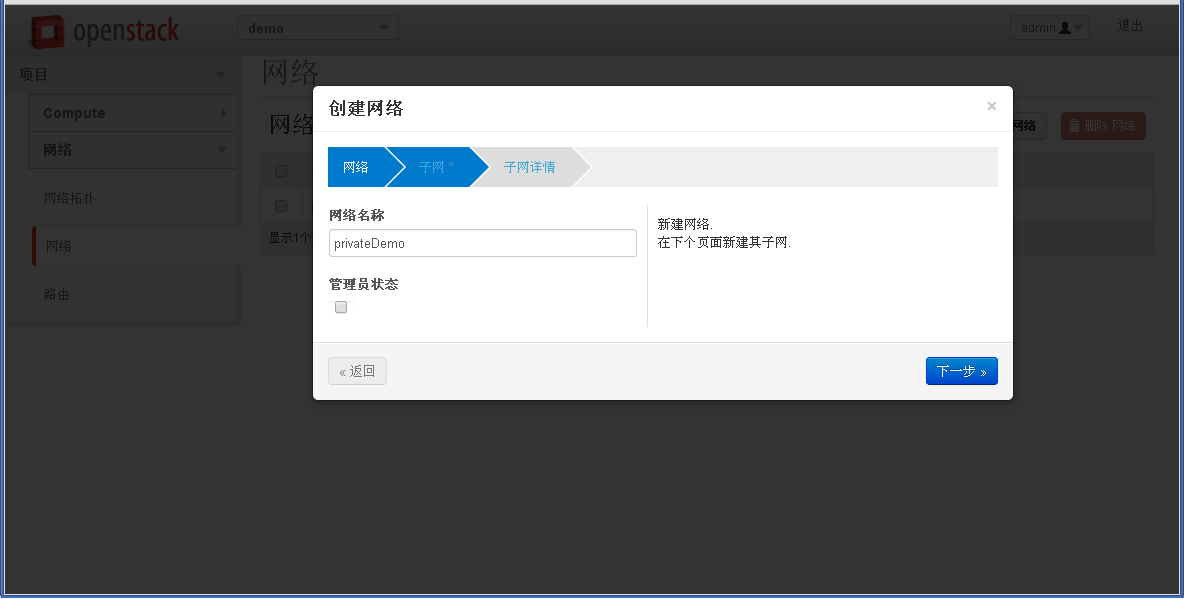 openstack
demo
admin
退出
项目
Compute
网络
网络拓扑
网络
路由
网络
网络
网络
删除 网络
显示1个
创建网络
×
网络
子网 *
子网详情
网络名称
privateDemo
管理员状态
新建网络.
在下个页面新建其子网.
« 返回
下一步 »